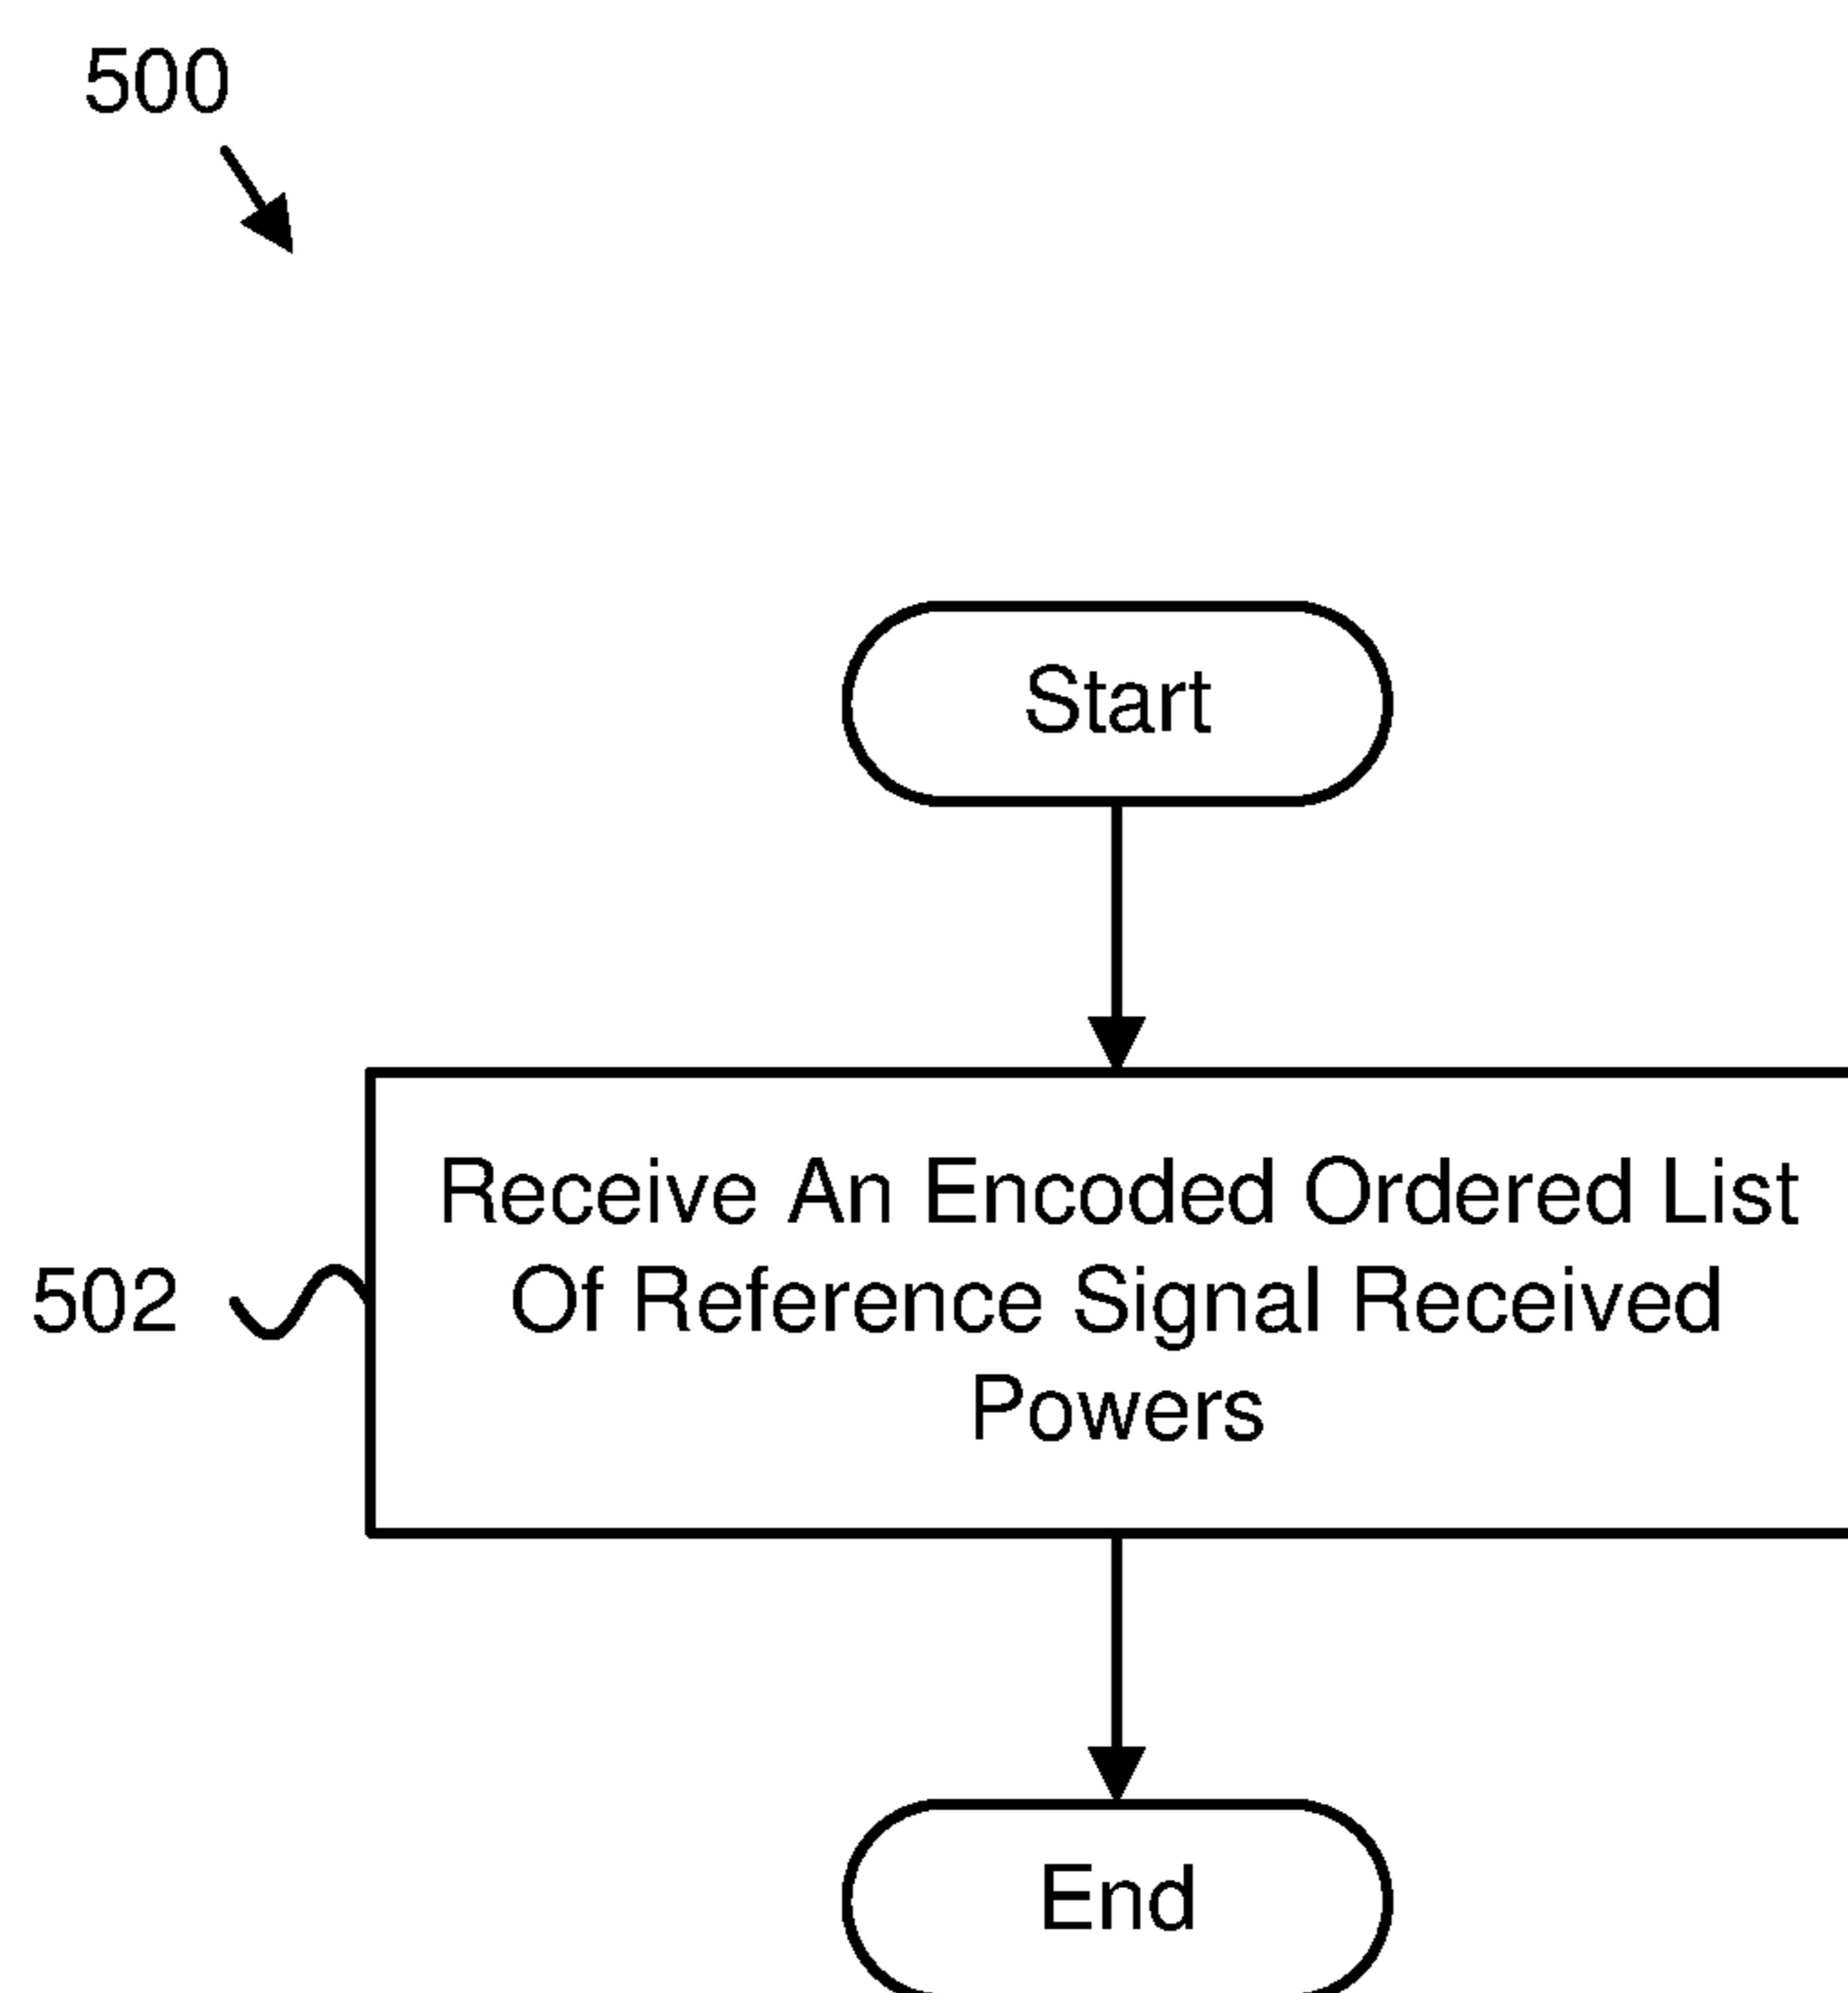 500
Start
Receive An Encoded Ordered List
Of Reference Signal Received
Powers
502
End